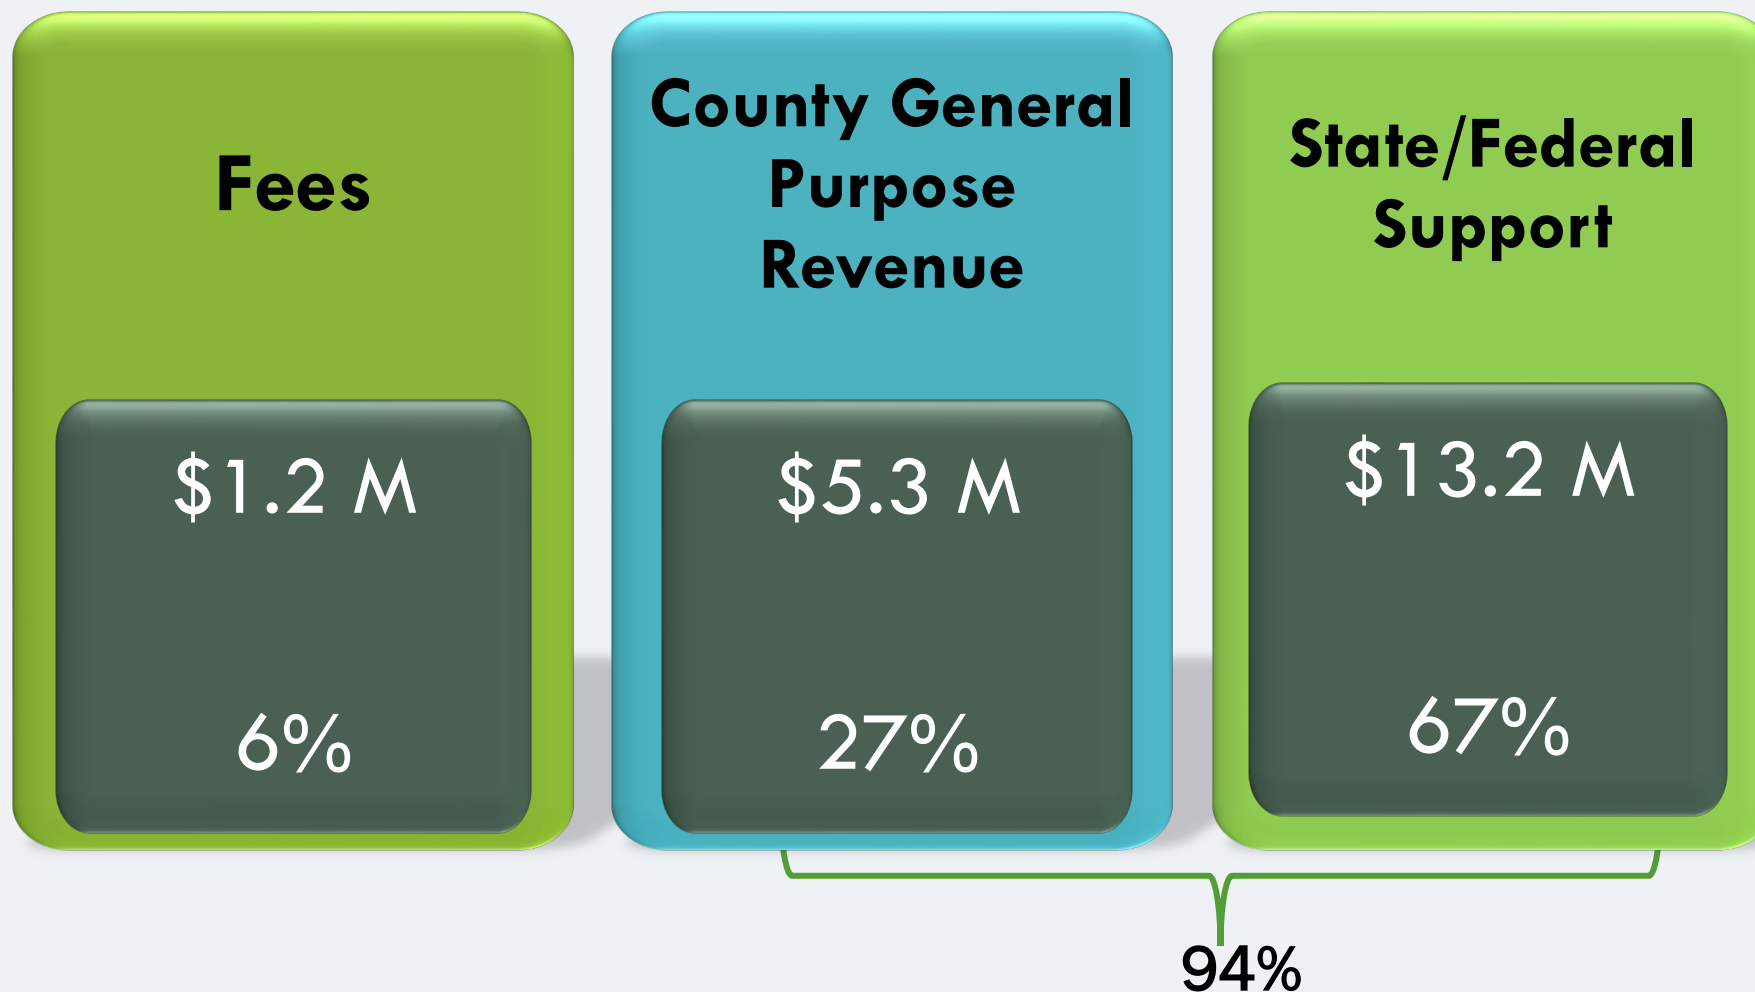 Fees
$1.2 M
6%
County General
Purpose
Revenue
$5.3 M
27%
State/Federal
Support
$13.2 M
67%
94%